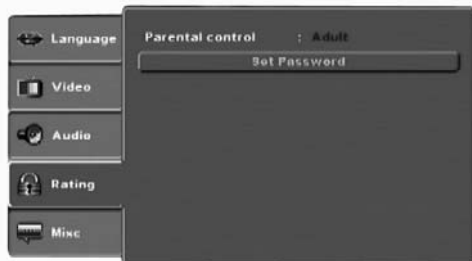 Language
Video
Audio
Rating
Misc
Parental control : Adult
Set Password